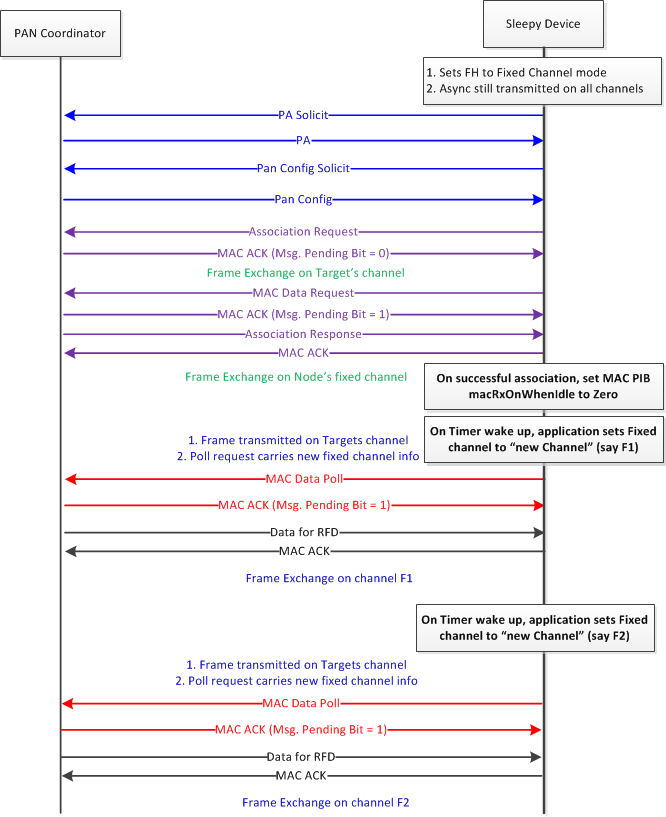 PAN Coordinator
Sleepy Device
1. Sets FH to Fixed Channel mode
2. Async still transmitted on all channels
PA Solicit
PA
Pan Config Solicit
Pan Config
Association Request
MAC ACK (Msg. Pending Bit = 0)
Frame Exchange on Target's channel
MAC Data Request
MAC ACK (Msg. Pending Bit = 1)
Association Response
MAC ACK
Frame Exchange on Node's fixed channel
On successful association, set MAC PIB
macRxOnWhenIdle to Zero
On Timer wake up, application sets Fixed
channel to “new Channel” (say F1)
1. Frame transmitted on Targets channel
2. Poll request carries new fixed channel info
MAC Data Poll
MAC ACK (Msg. Pending Bit = 1)
Data for RFD
MAC ACK
Frame Exchange on channel F1
On Timer wake up, application sets Fixed
channel to “new Channel” (say F2)
1. Frame transmitted on Targets channel
2. Poll request carries new fixed channel info
MAC Data Poll
MAC ACK (Msg. Pending Bit = 1)
Data for RFD
MAC ACK
Frame Exchange on channel F2